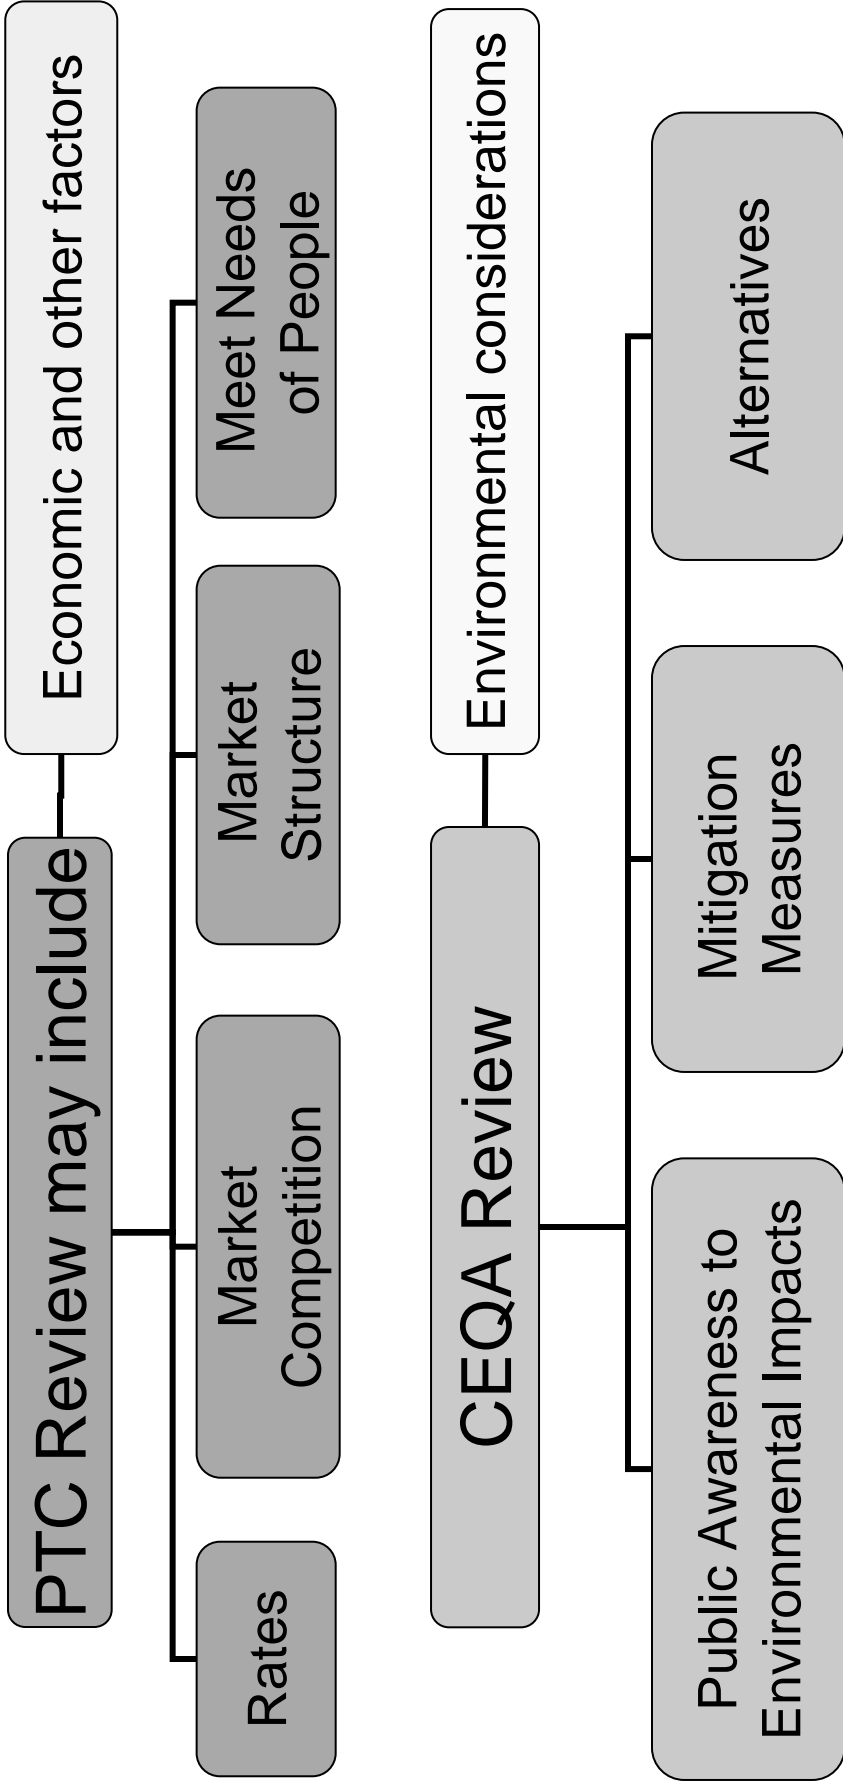 PTC Review may include
Economic and other factors
Rates
Market
Competition
Market
Structure
Meet Needs
of People
CEQA Review
Environmental considerations
Public Awareness to
Environmental Impacts
Mitigation
Measures
Alternatives